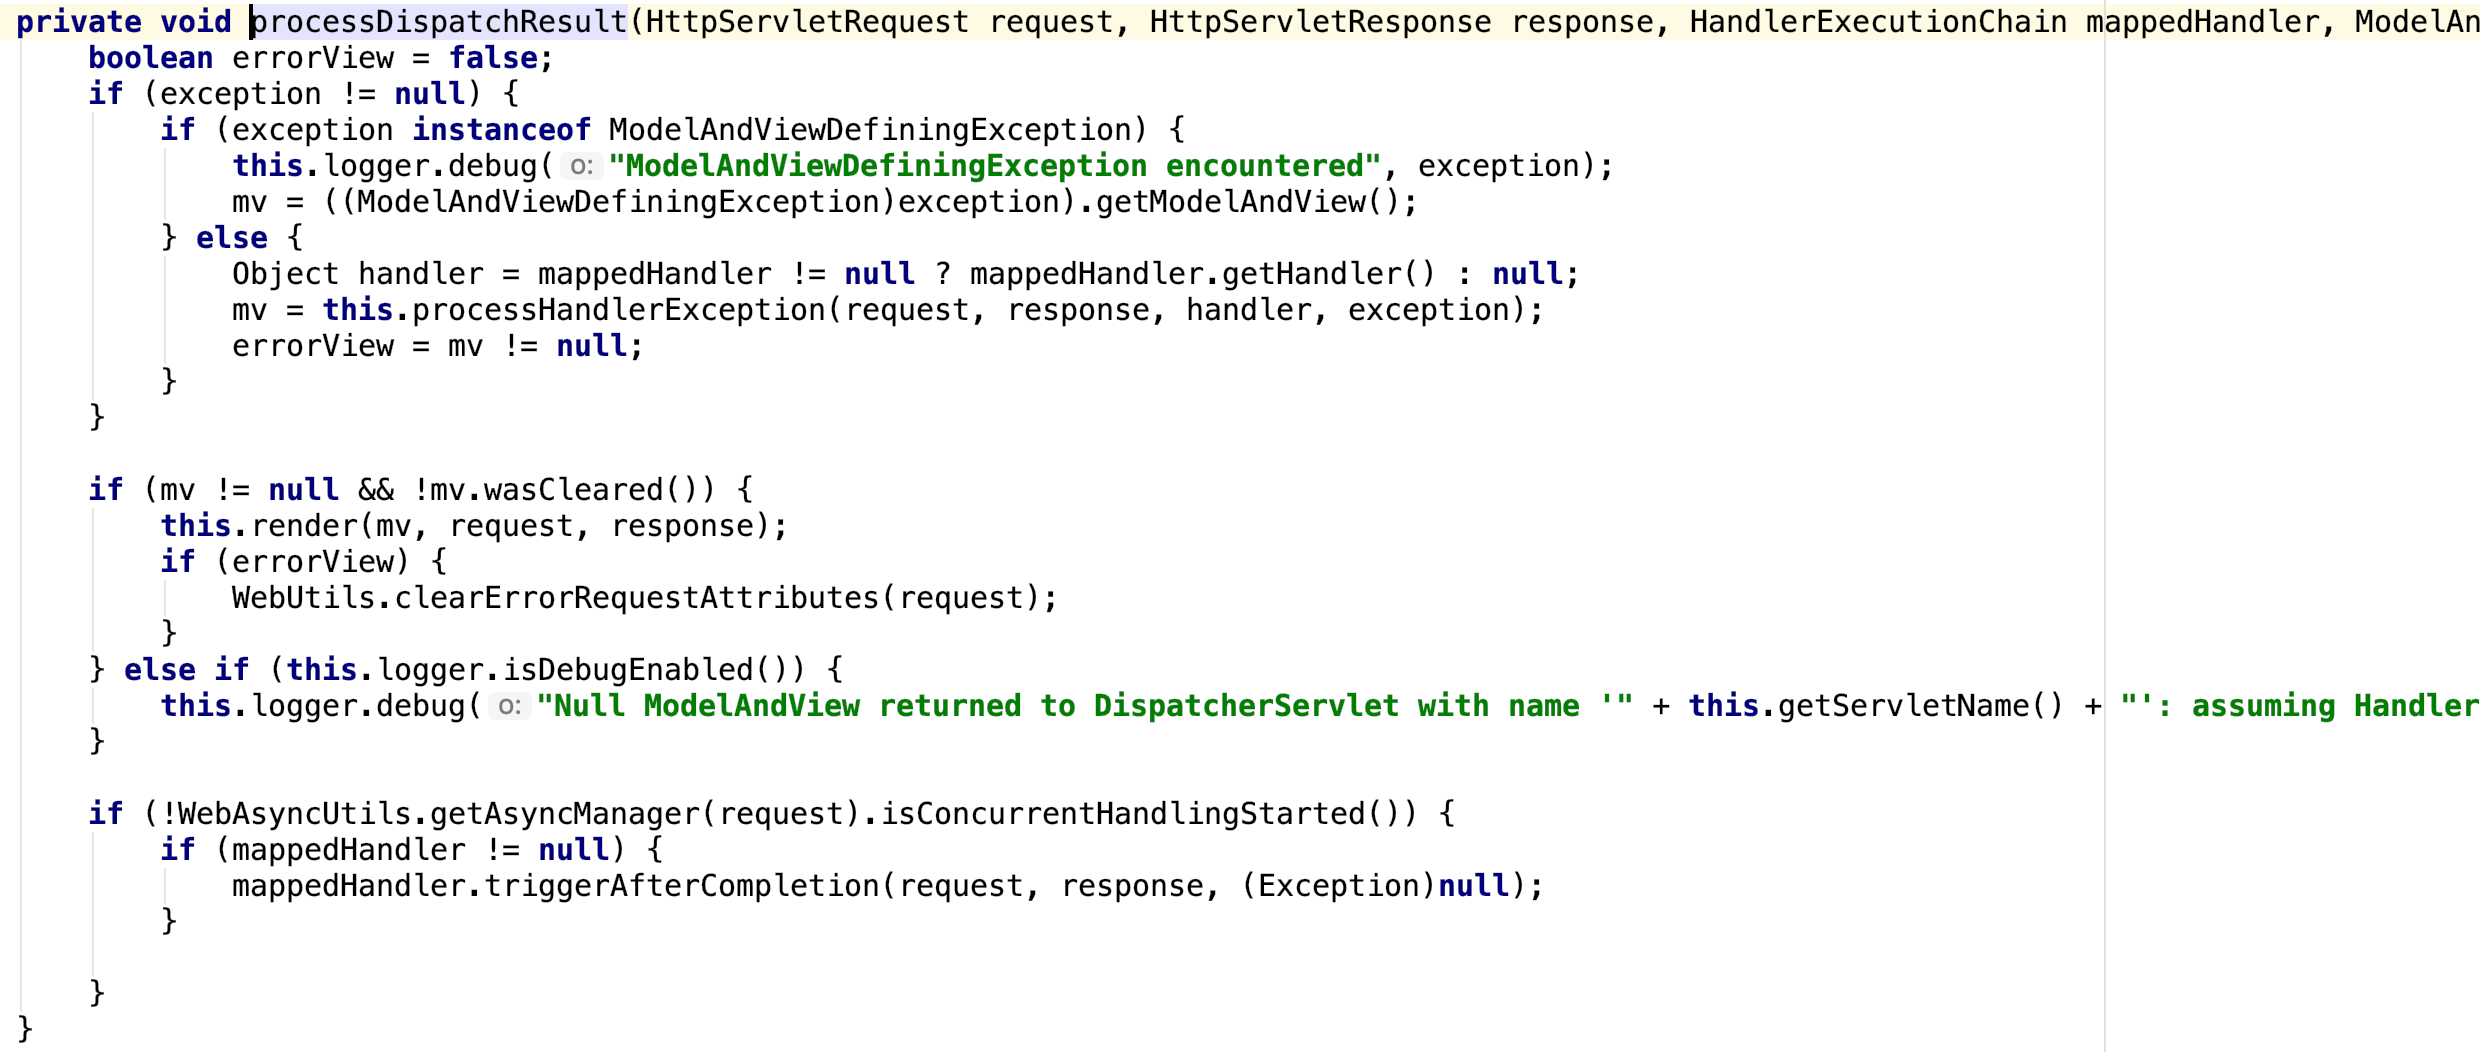 private void processDispatchResult(HttpServletRequest request, HttpServletResponse response, HandlerExecutionChain mappedHandler, ModelAn
    boolean errorView = false;
    if (exception != null) {
        if (exception instanceof ModelAndViewDefiningException) {
            this.logger.debug( o: "ModelAndViewDefiningException encountered", exception);
            mv = ((ModelAndViewDefiningException)exception).getModelAndView();
        } else {
            Object handler = mappedHandler != null ? mappedHandler.getHandler() : null;
            mv = this.processHandlerException(request, response, handler, exception);
            errorView = mv != null;
        }
    }

    if (mv != null && !mv.wasCleared()) {
        this.render(mv, request, response);
        if (errorView) {
            WebUtils.clearErrorRequestAttributes(request);
        }
    } else if (this.logger.isDebugEnabled()) {
        this.logger.debug( o: "Null ModelAndView returned to DispatcherServlet with name '" + this.getServletName() + "': assuming Handler
    }

    if (!WebAsyncUtils.getAsyncManager(request).isConcurrentHandlingStarted()) {
        if (mappedHandler != null) {
            mappedHandler.triggerAfterCompletion(request, response, (Exception)null);
        }

    }
}